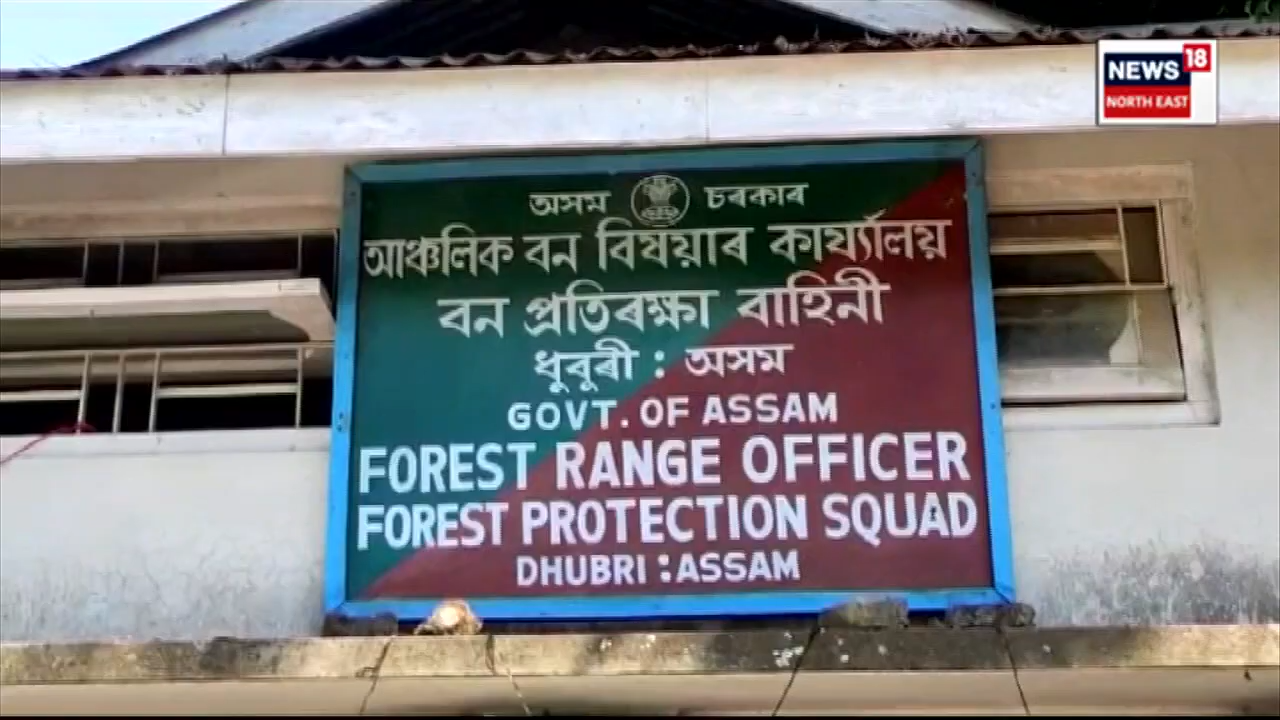 NEWS 18
NORTH EAST
অসম চৰকাৰ
আঞ্চলিক বন বিষয়াৰ কাৰ্য্যালয়
বন প্ৰতিৰক্ষা বাহিনী
ধুবুৰী : অসম
GOVT. OF ASSAM
FOREST RANGE OFFICER
FOREST PROTECTION SQUAD
DHUBRI : ASSAM